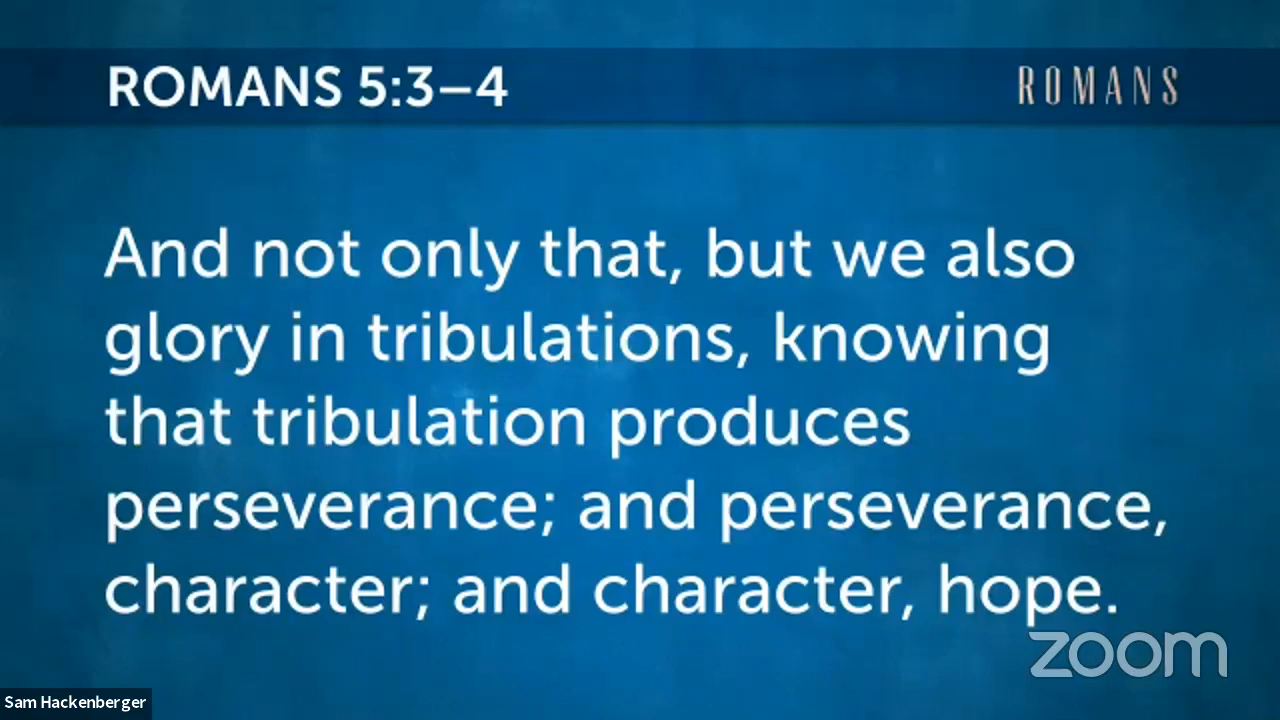 ROMANS 5:3–4
ROMANS
And not only that, but we also
glory in tribulations, knowing
that tribulation produces
perseverance; and perseverance,
character; and character, hope.
zoom
Sam Hackenberger